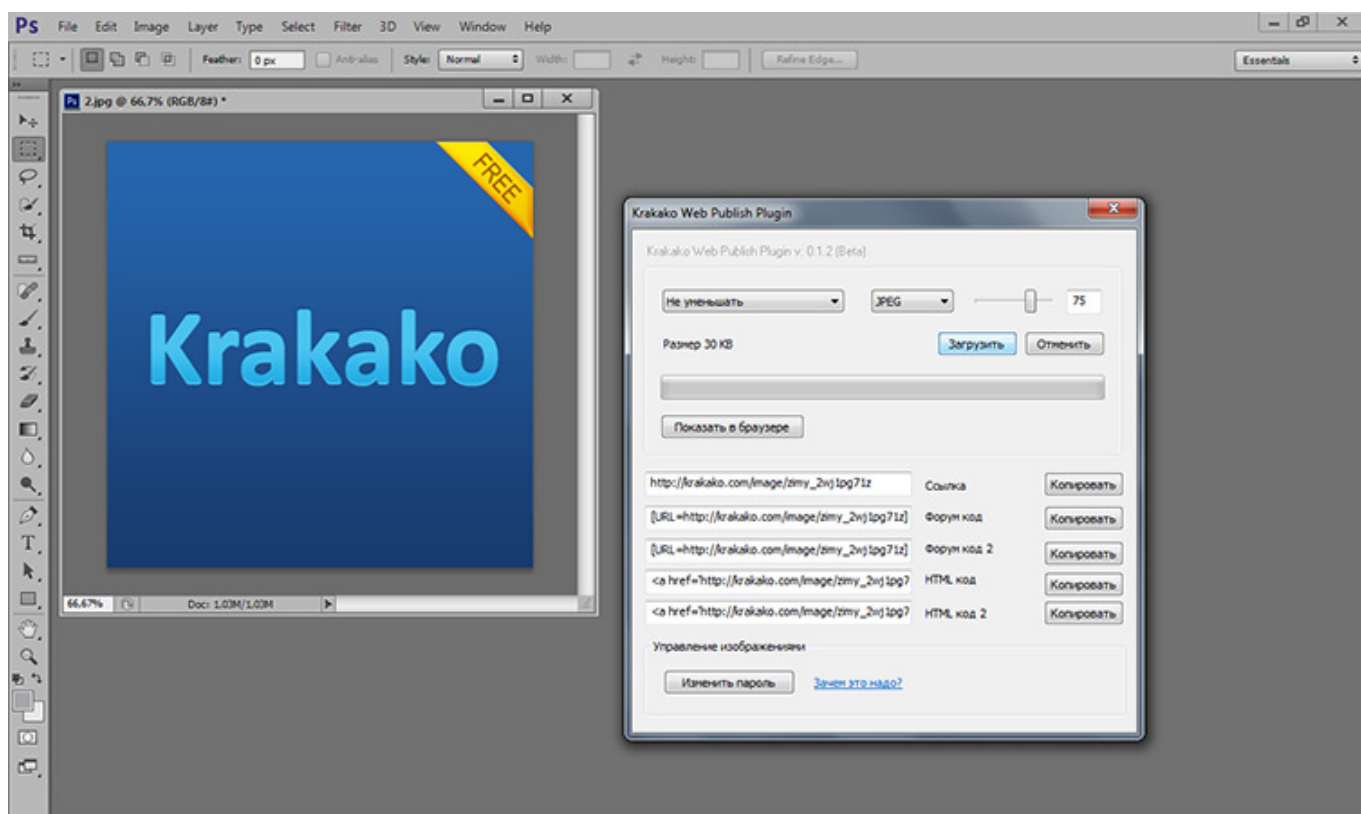 Ps File Edit Image Layer Type Select Filter 3D View Window Help
Feather: 0 px Anti-alias Style: Normal Width: Height: Refine Edge... Essentials
Ps 2.jpg @ 66,7% (RGB/8#) *
FREE
Krakako
66.67% Doc: 1.03M/1.03M
Krakako Web Publish Plugin
Krakako Web Publish Plugin v. 0.1.2 (Beta)
Не уменьшать JPEG 75
Размер 30 KB Загрузить Отменить
Показать в браузере
http://krakako.com/image/zimy_2wj1pg71z Ссылка Копировать
[URL=http://krakako.com/image/zimy_2wj1pg71z] Форум код Копировать
[URL=http://krakako.com/image/zimy_2wj1pg71z] Форум код 2 Копировать
<a href='http://krakako.com/image/zimy_2wj1pg7 HTML код Копировать
<a href='http://krakako.com/image/zimy_2wj1pg7 HTML код 2 Копировать
Управление изображениями
Изменить пароль Зачем это надо?